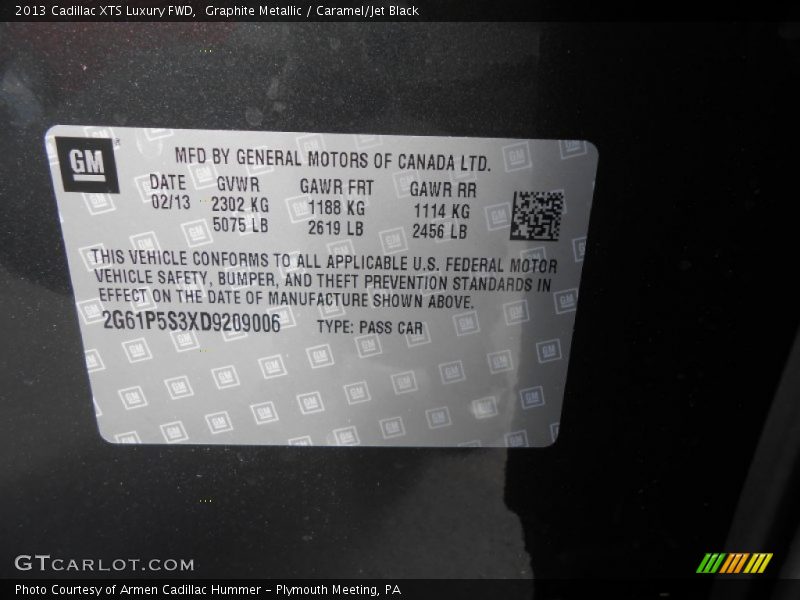 2013 Cadillac XTS Luxury FWD,  Graphite Metallic / Caramel/Jet Black
GM
MFD BY GENERAL MOTORS OF CANADA LTD.
DATE GVWR GAWR FRT GAWR RR
02/13 2302 KG 1188 KG 1114 KG
5075 LB 2619 LB 2456 LB
THIS VEHICLE CONFORMS TO ALL APPLICABLE U.S. FEDERAL MOTOR
VEHICLE SAFETY, BUMPER, AND THEFT PREVENTION STANDARDS IN
EFFECT ON THE DATE OF MANUFACTURE SHOWN ABOVE.
2G61P5S3XD9209006 TYPE: PASS CAR
GTCARLOT.COM
Photo Courtesy of Armen Cadillac Hummer - Plymouth Meeting, PA